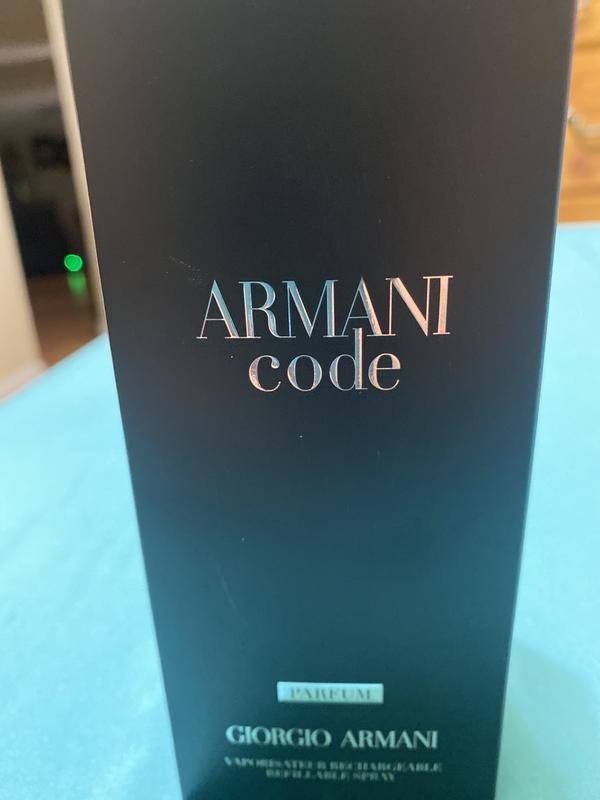 ARMANI
code
PARFUM
GIORGIO ARMANI
VAPORISATEUR RECHARGEABLE
REFILLABLE SPRAY